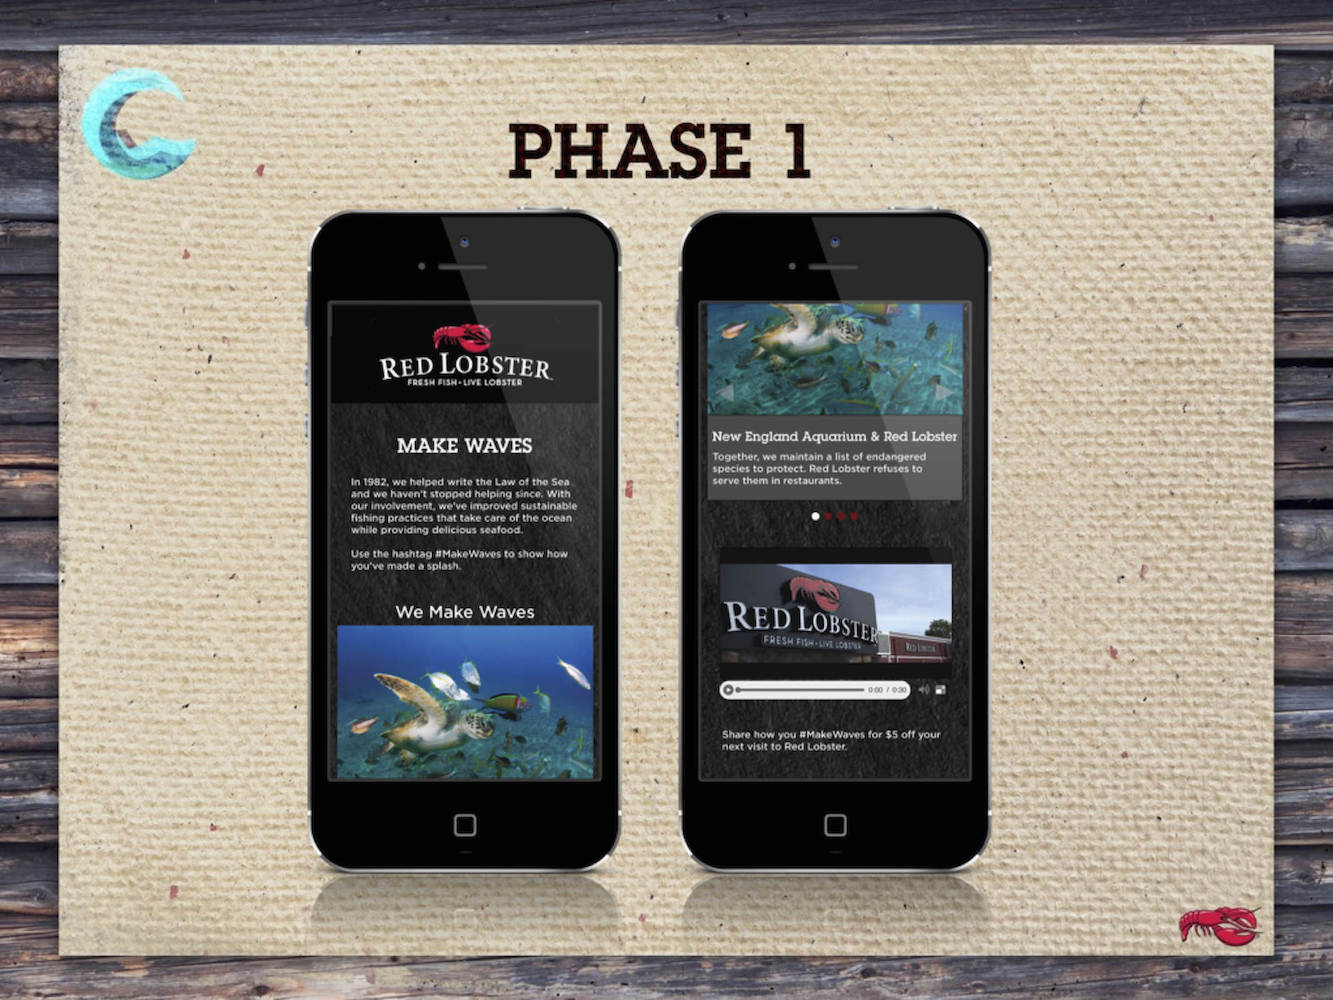 PHASE 1
RED LOBSTER
FRESH FISH • LIVE LOBSTER
MAKE WAVES
In 1982, we helped write the Law of the Sea
and we haven't stopped helping since. With
our involvement, we've improved sustainable
fishing practices that take care of the ocean
while providing delicious seafood.
Use the hashtag #MakeWaves to show how
you've made a splash.
We Make Waves
New England Aquarium & Red Lobster
Together, we maintain a list of endangered
species to protect. Red Lobster refuses to
serve them in restaurants.
RED LOBSTER
FRESH FISH • LIVE LOBSTER
RED LOBSTER
0:00 / 0:30
Share how you #MakeWaves for $5 off your
next visit to Red Lobster.